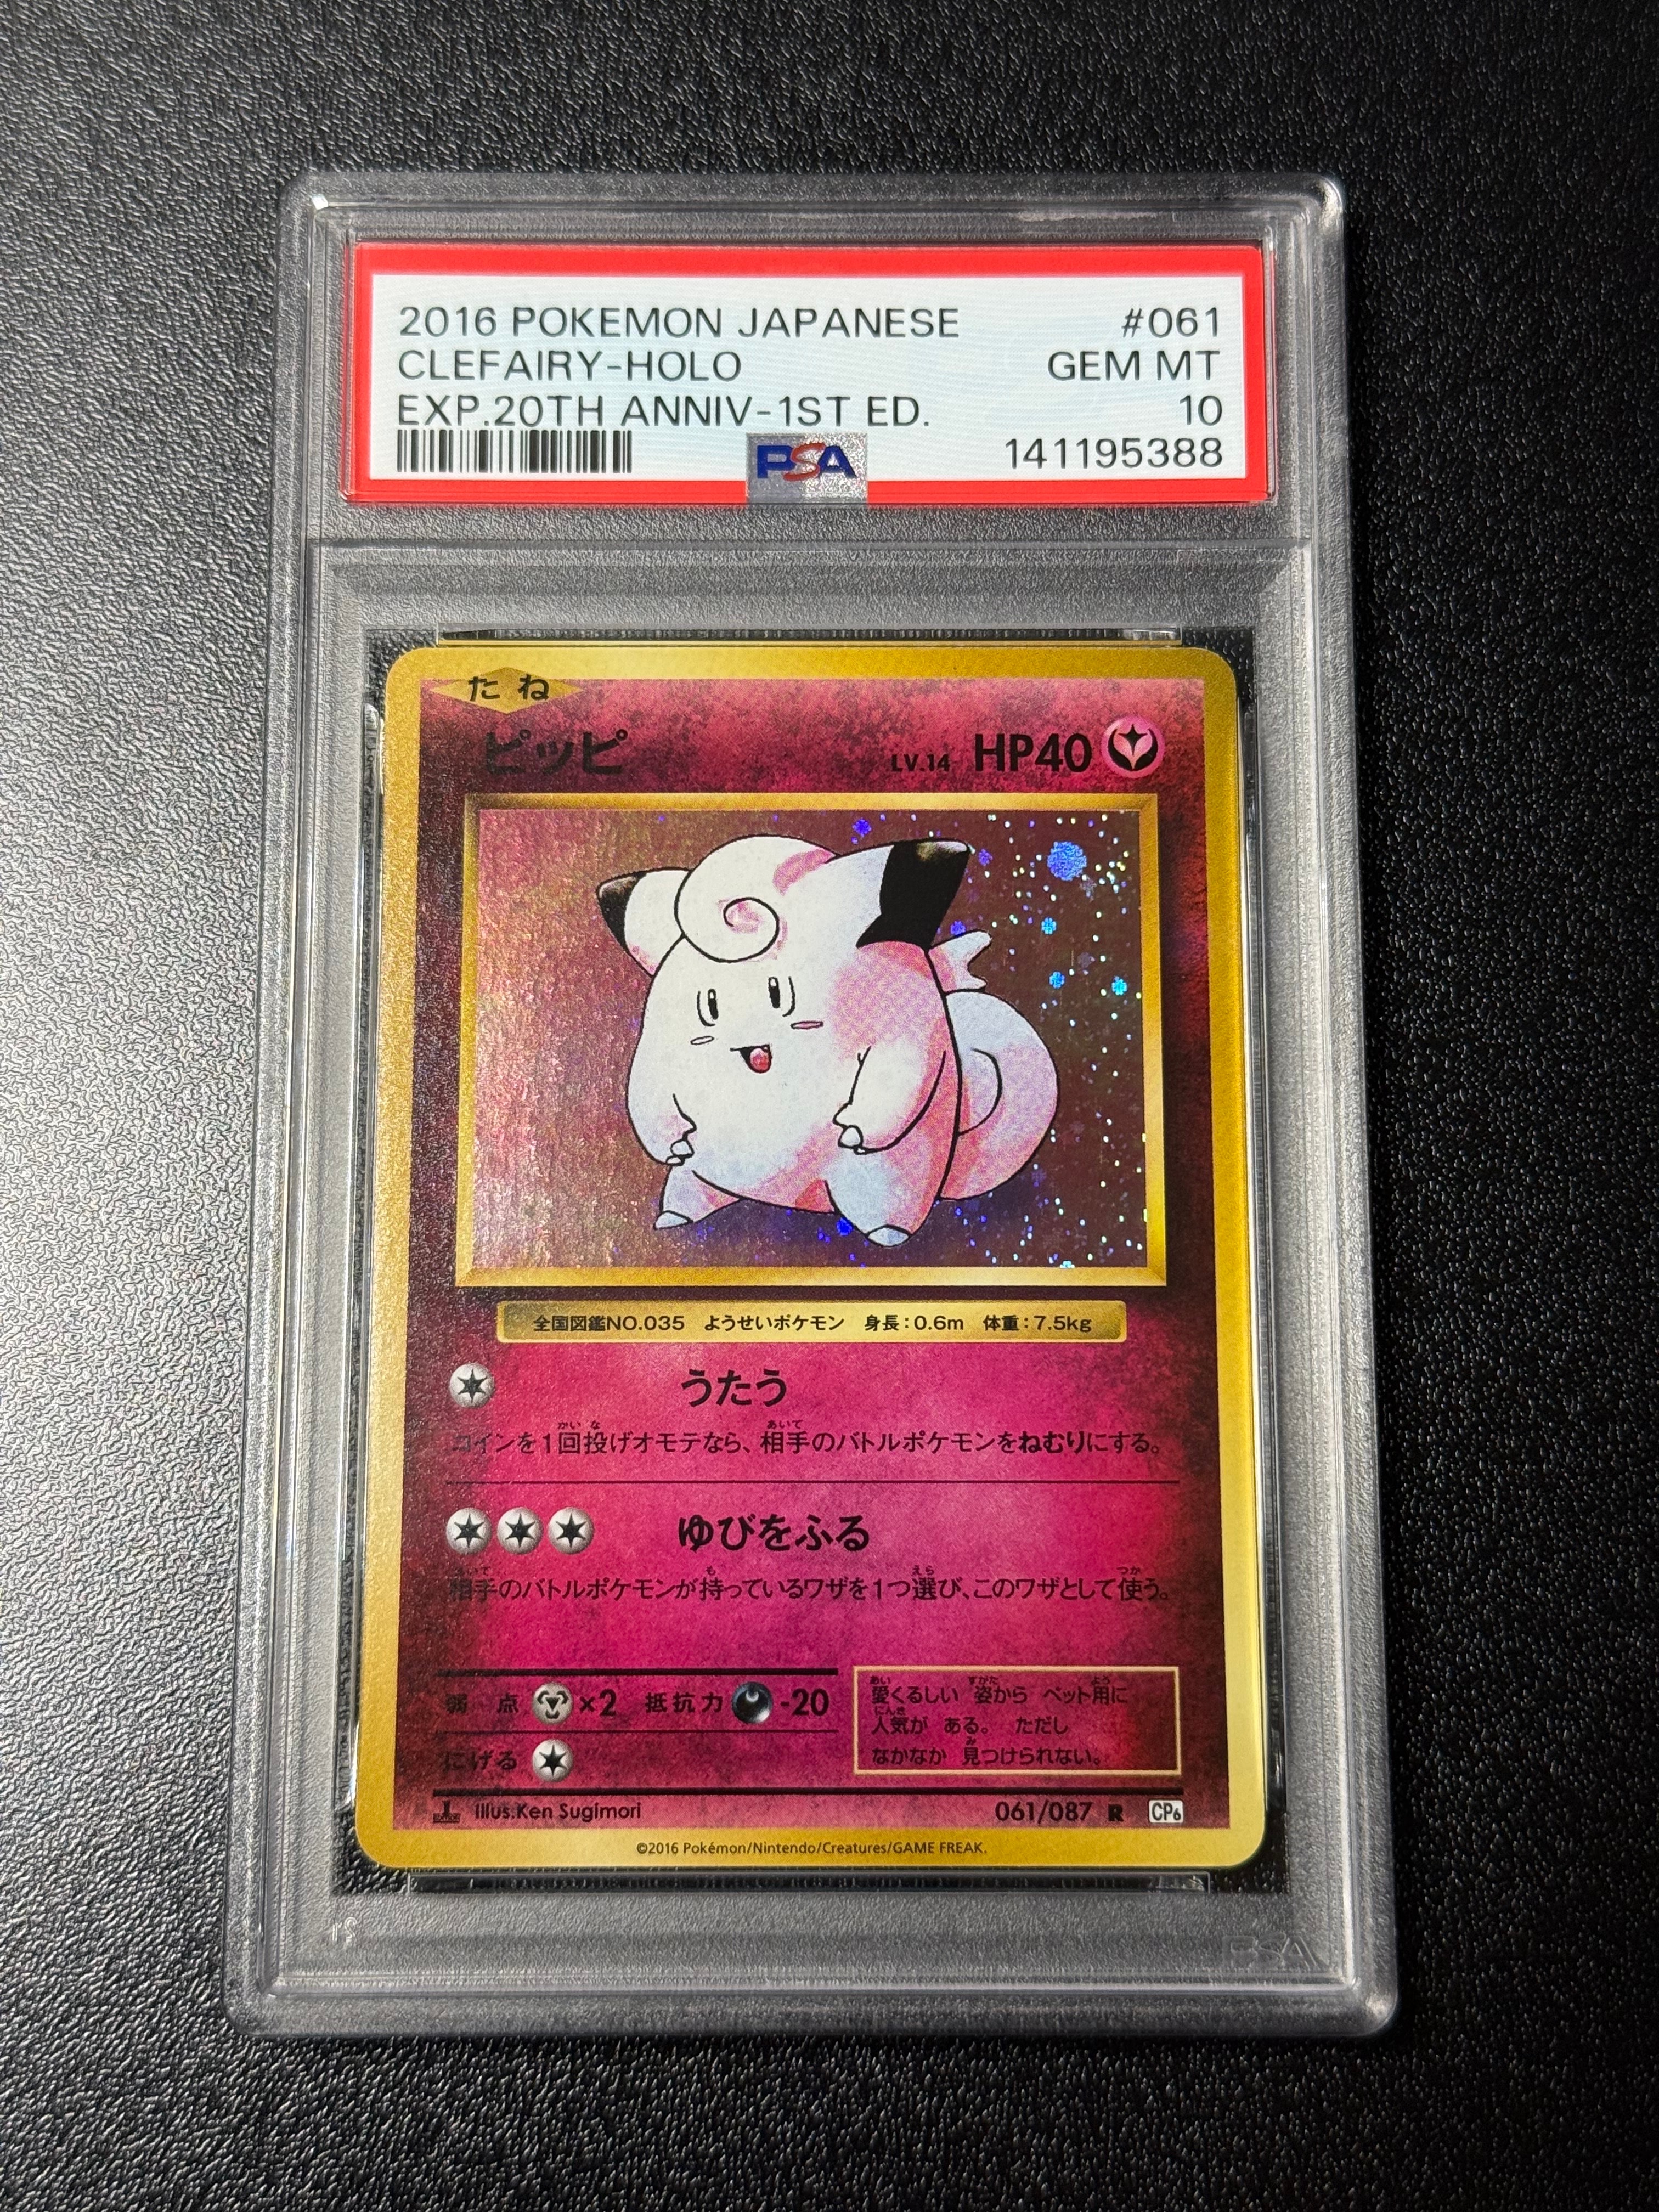 2016 POKEMON JAPANESE #061
CLEFAIRY-HOLO GEM MT
EXP.20TH ANNIV-1ST ED. 10
PSA 141195388
たね
ピッピ LV.14 HP40
全国図鑑NO.035 ようせいポケモン 身長:0.6m 体重:7.5kg
うたう
コインを1回投げオモテなら、相手のバトルポケモンをねむりにする。
ゆびをふる
相手のバトルポケモンが持っているワザを1つ選び、このワザとして使う。
弱点 ×2 抵抗力 -20
にげる
愛くるしい 姿から ペット用に
人気が ある。 ただし
なかなか 見つけられない。
1 EDITION Illus.Ken Sugimori 061/087 R CP6
©2016 Pokémon/Nintendo/Creatures/GAME FREAK.
PSA